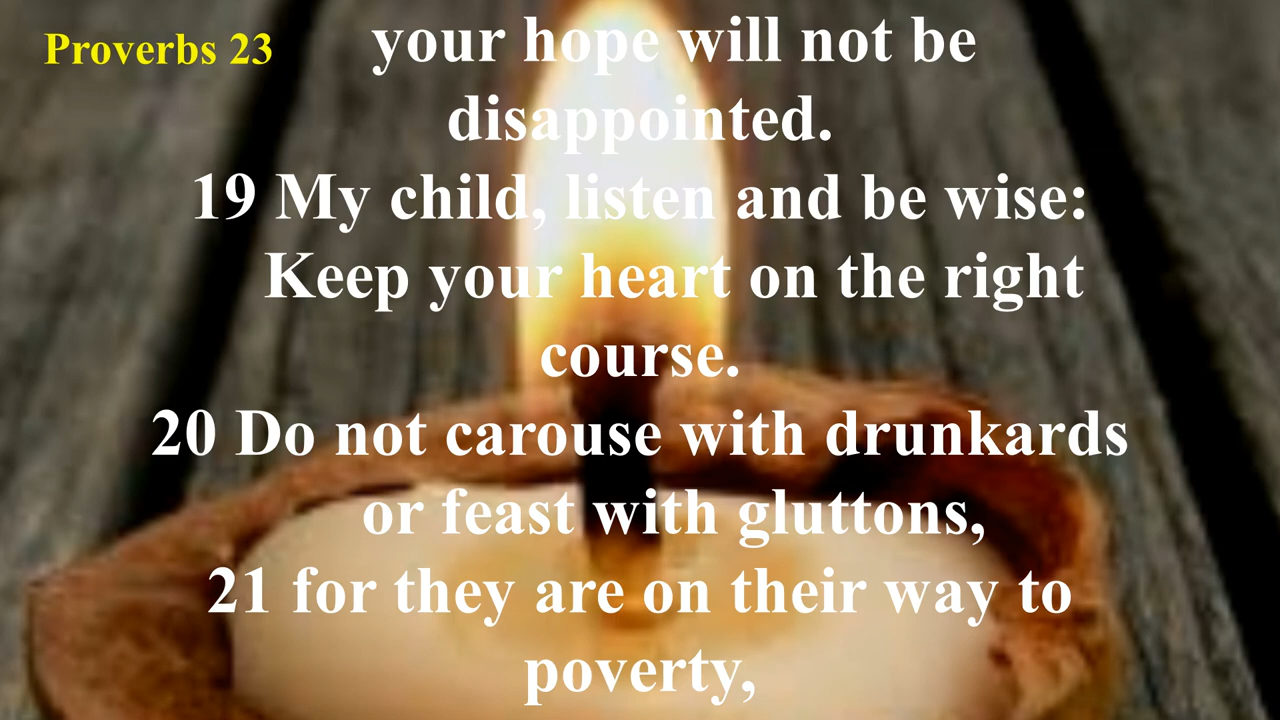 Proverbs 23
your hope will not be
disappointed.
19 My child, listen and be wise:
Keep your heart on the right
course.
20 Do not carouse with drunkards
or feast with gluttons,
21 for they are on their way to
poverty,